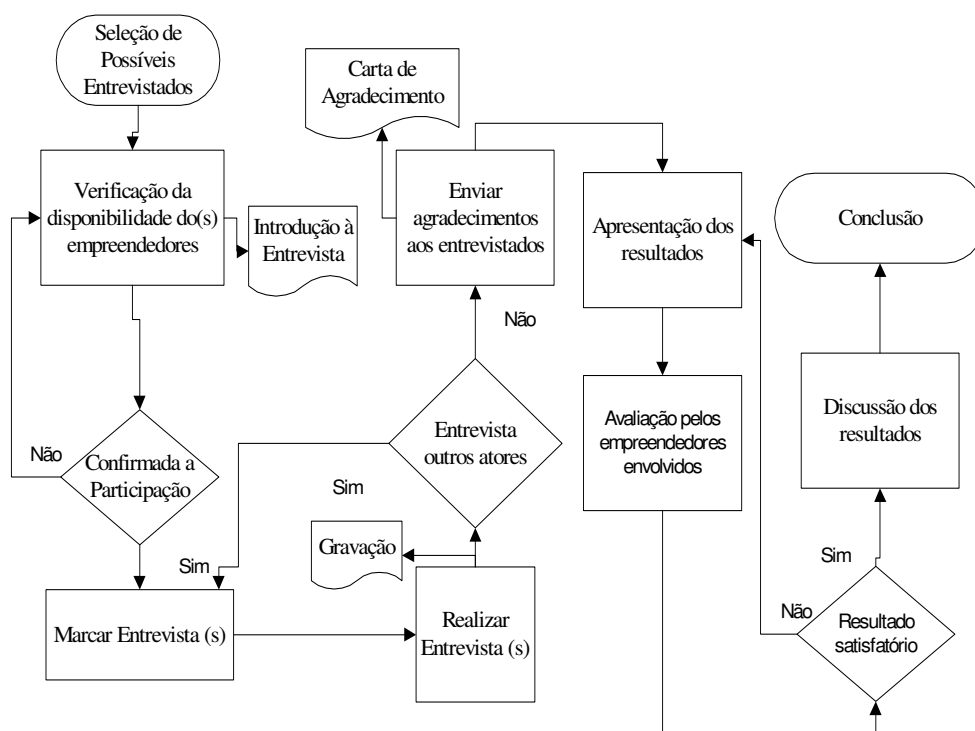 Seleção de
Possíveis
Entrevistados
Verificação da
disponibilidade do(s)
empreendedores
Introdução à
Entrevista
Não
Confirmada a
Participação
Sim
Marcar Entrevista (s)
Realizar
Entrevista (s)
Gravação
Entrevista
outros atores
Sim
Não
Enviar
agradecimentos
aos entrevistados
Carta de
Agradecimento
Apresentação dos
resultados
Avaliação pelos
empreendedores
envolvidos
Resultado
satisfatório
Não
Sim
Discussão dos
resultados
Conclusão